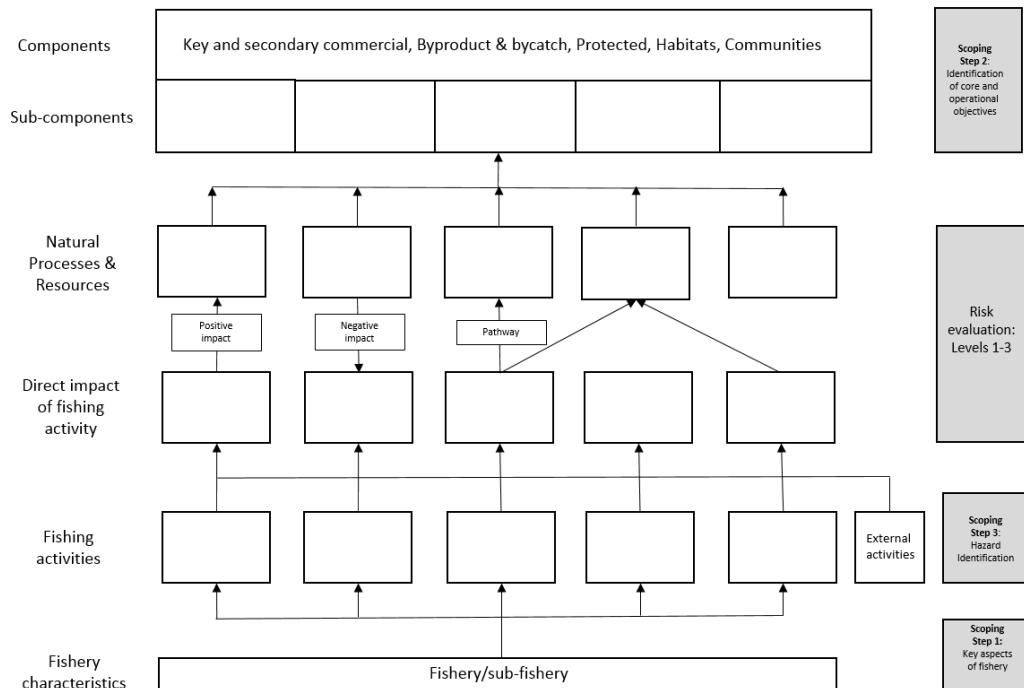 Components
Key and secondary commercial, Byproduct & bycatch, Protected, Habitats, Communities
Scoping
Step 2:
Identification
of core and
operational
objectives
Sub-components
Natural
Processes &
Resources
Positive
impact
Negative
impact
Pathway
Risk
evaluation:
Levels 1-3
Direct impact
of fishing
activity
Fishing
activities
External
activities
Scoping
Step 3:
Hazard
Identification
Fishery
characteristics
Fishery/sub-fishery
Scoping
Step 1:
Key aspects
of fishery